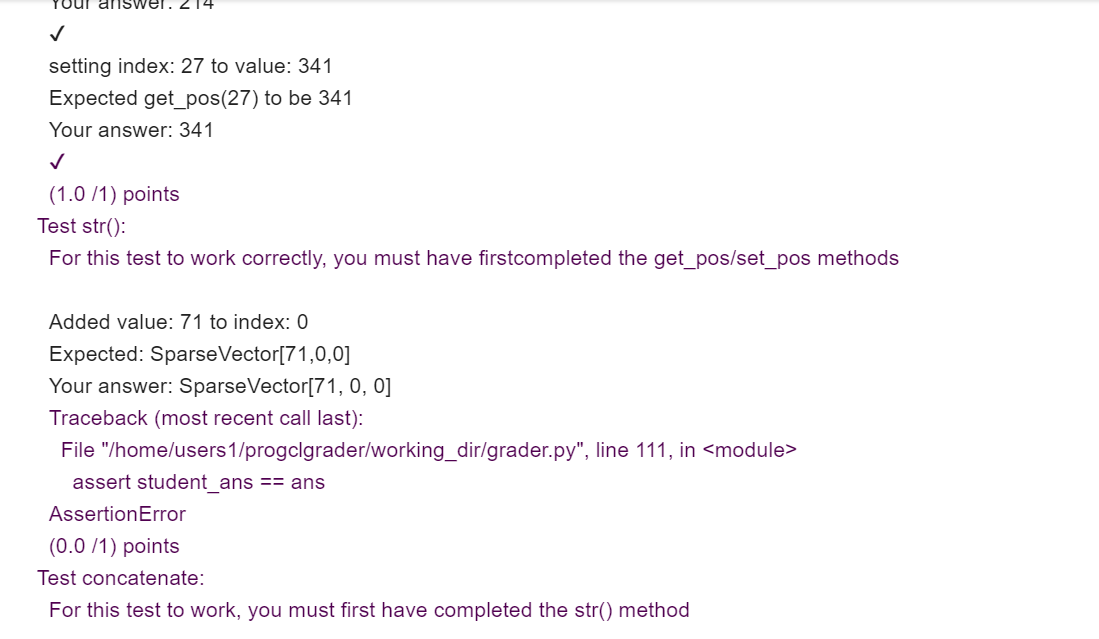 Your answer: 214
✓
setting index: 27 to value: 341
Expected get_pos(27) to be 341
Your answer: 341
✓
(1.0 /1) points
Test str():
For this test to work correctly, you must have firstcompleted the get_pos/set_pos methods
Added value: 71 to index: 0
Expected: SparseVector[71,0,0]
Your answer: SparseVector[71, 0, 0]
Traceback (most recent call last):
File "/home/users1/progclgrader/working_dir/grader.py", line 111, in <module>
assert student_ans == ans
AssertionError
(0.0 /1) points
Test concatenate:
For this test to work, you must first have completed the str() method